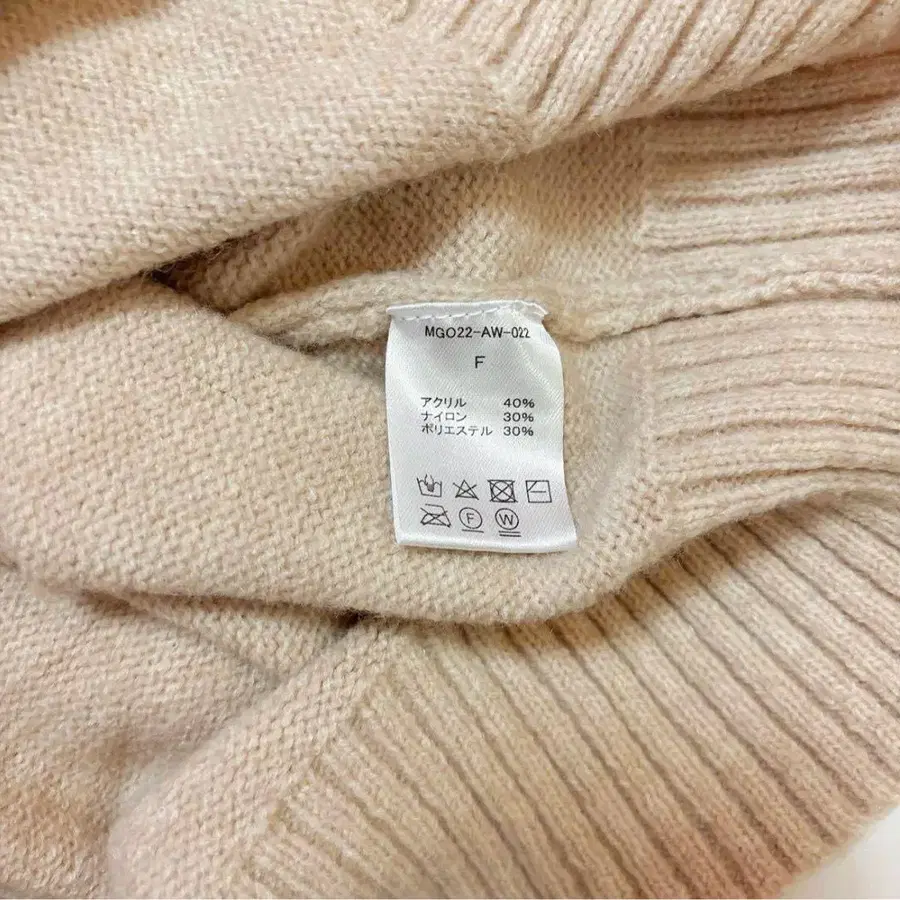 MGO22-AW-022
F
アクリル 40%
ナイロン 30%
ポリエステル 30%
F W